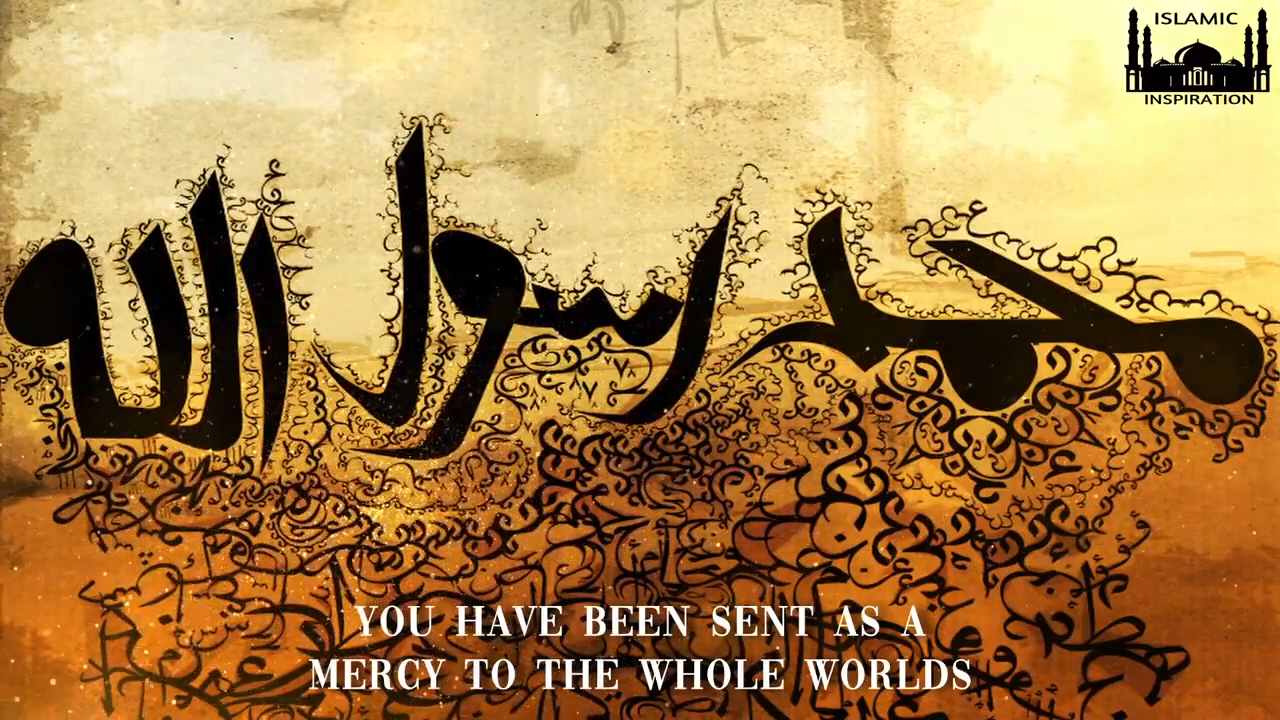 ISLAMIC
INSPIRATION
محمد رسول الله
YOU HAVE BEEN SENT AS A
MERCY TO THE WHOLE WORLDS